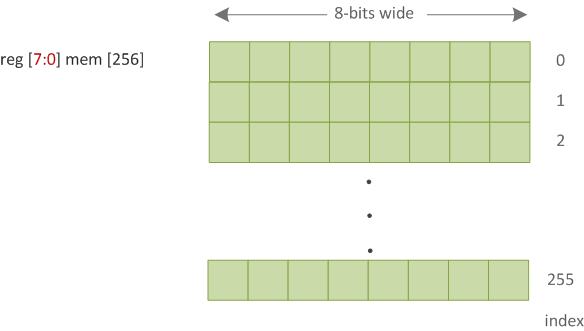 8-bits wide
reg [7:0] mem [256]
0
1
2
255
index